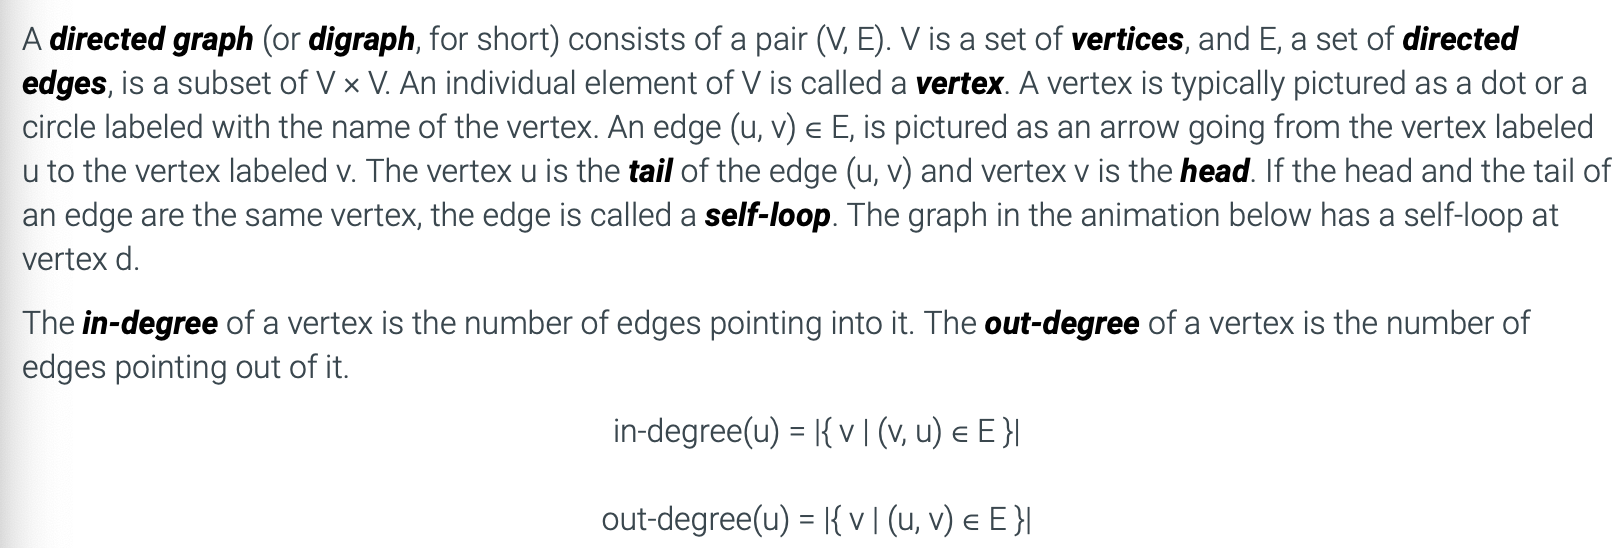 A directed graph (or digraph, for short) consists of a pair (V, E). V is a set of vertices, and E, a set of directed
edges, is a subset of V × V. An individual element of V is called a vertex. A vertex is typically pictured as a dot or a
circle labeled with the name of the vertex. An edge (u, v) ∈ E, is pictured as an arrow going from the vertex labeled
u to the vertex labeled v. The vertex u is the tail of the edge (u, v) and vertex v is the head. If the head and the tail of
an edge are the same vertex, the edge is called a self-loop. The graph in the animation below has a self-loop at
vertex d.
The in-degree of a vertex is the number of edges pointing into it. The out-degree of a vertex is the number of
edges pointing out of it.
in-degree(u) = |{ v | (v, u) ∈ E }|
out-degree(u) = |{ v | (u, v) ∈ E }|